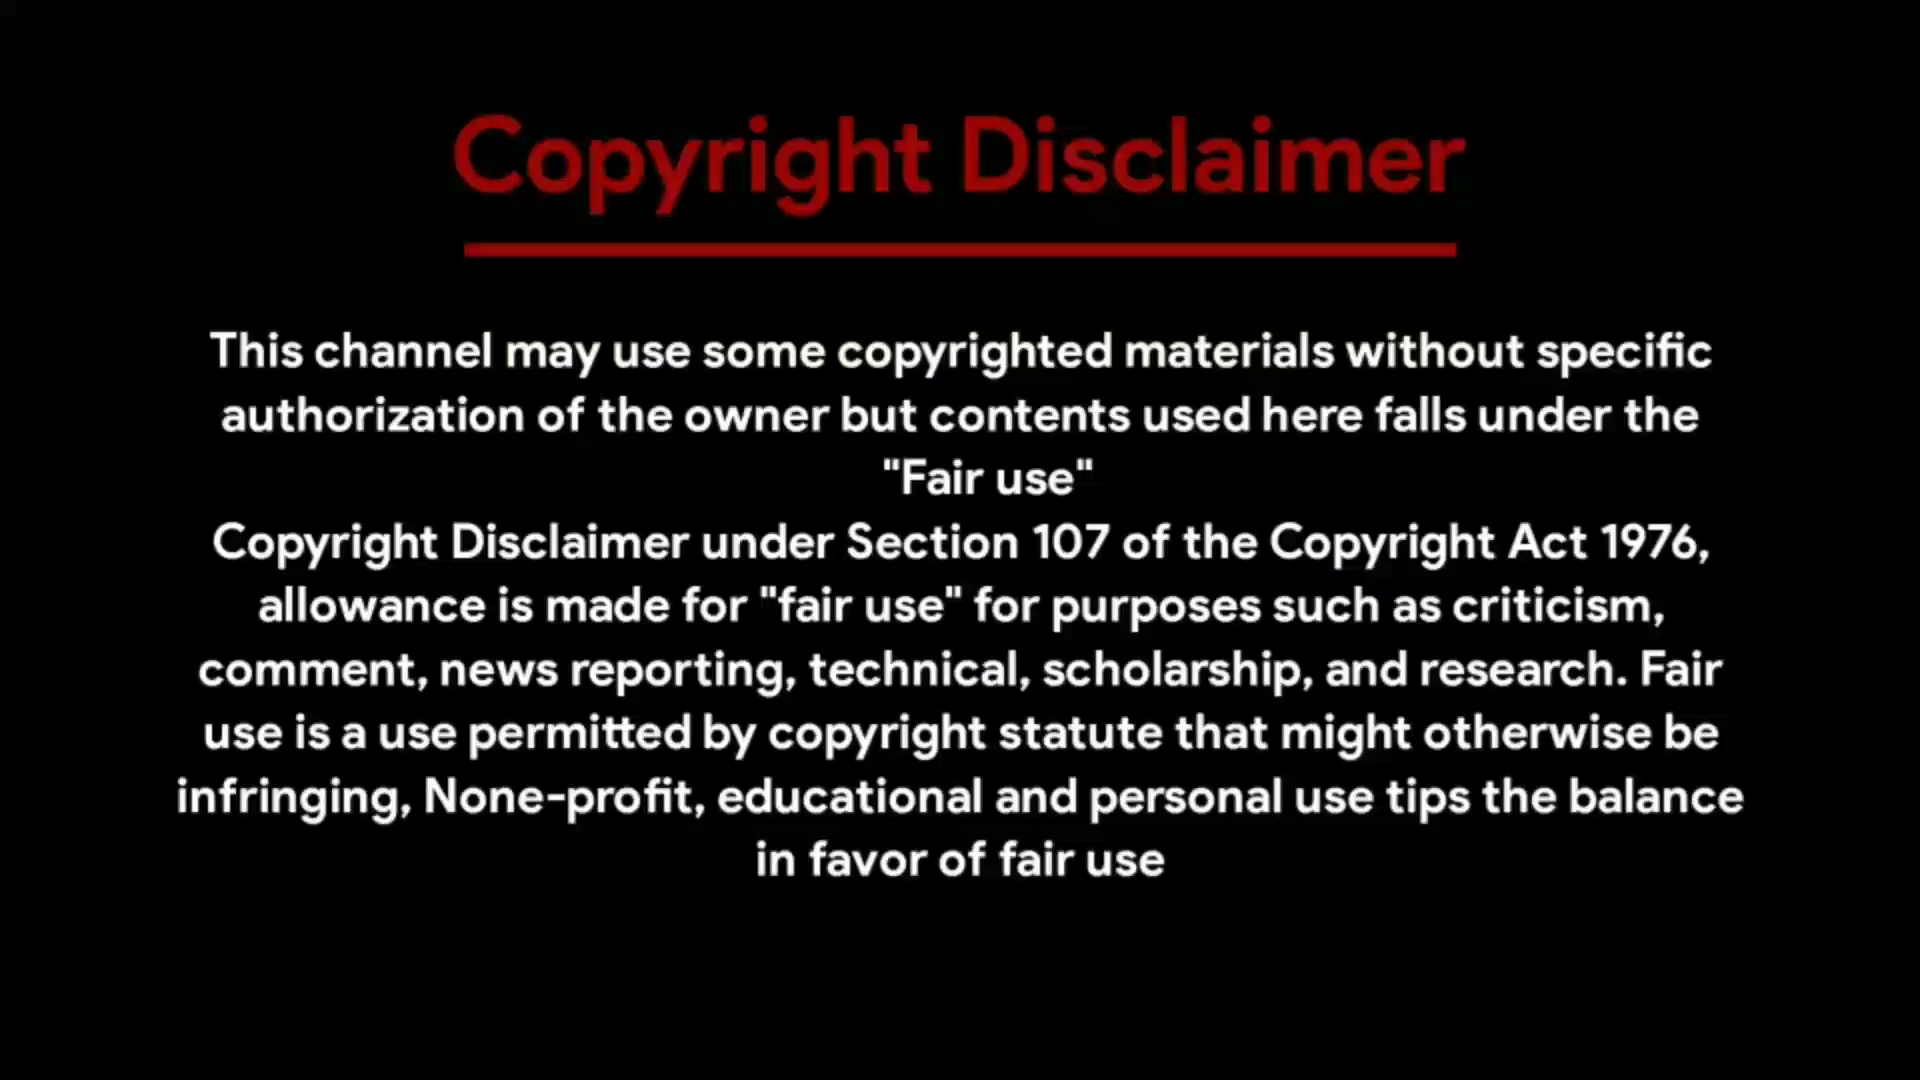 Copyright Disclaimer
This channel may use some copyrighted materials without specific
authorization of the owner but contents used here falls under the
"Fair use"
Copyright Disclaimer under Section 107 of the Copyright Act 1976,
allowance is made for "fair use" for purposes such as criticism,
comment, news reporting, technical, scholarship, and research. Fair
use is a use permitted by copyright statute that might otherwise be
infringing, None-profit, educational and personal use tips the balance
in favor of fair use